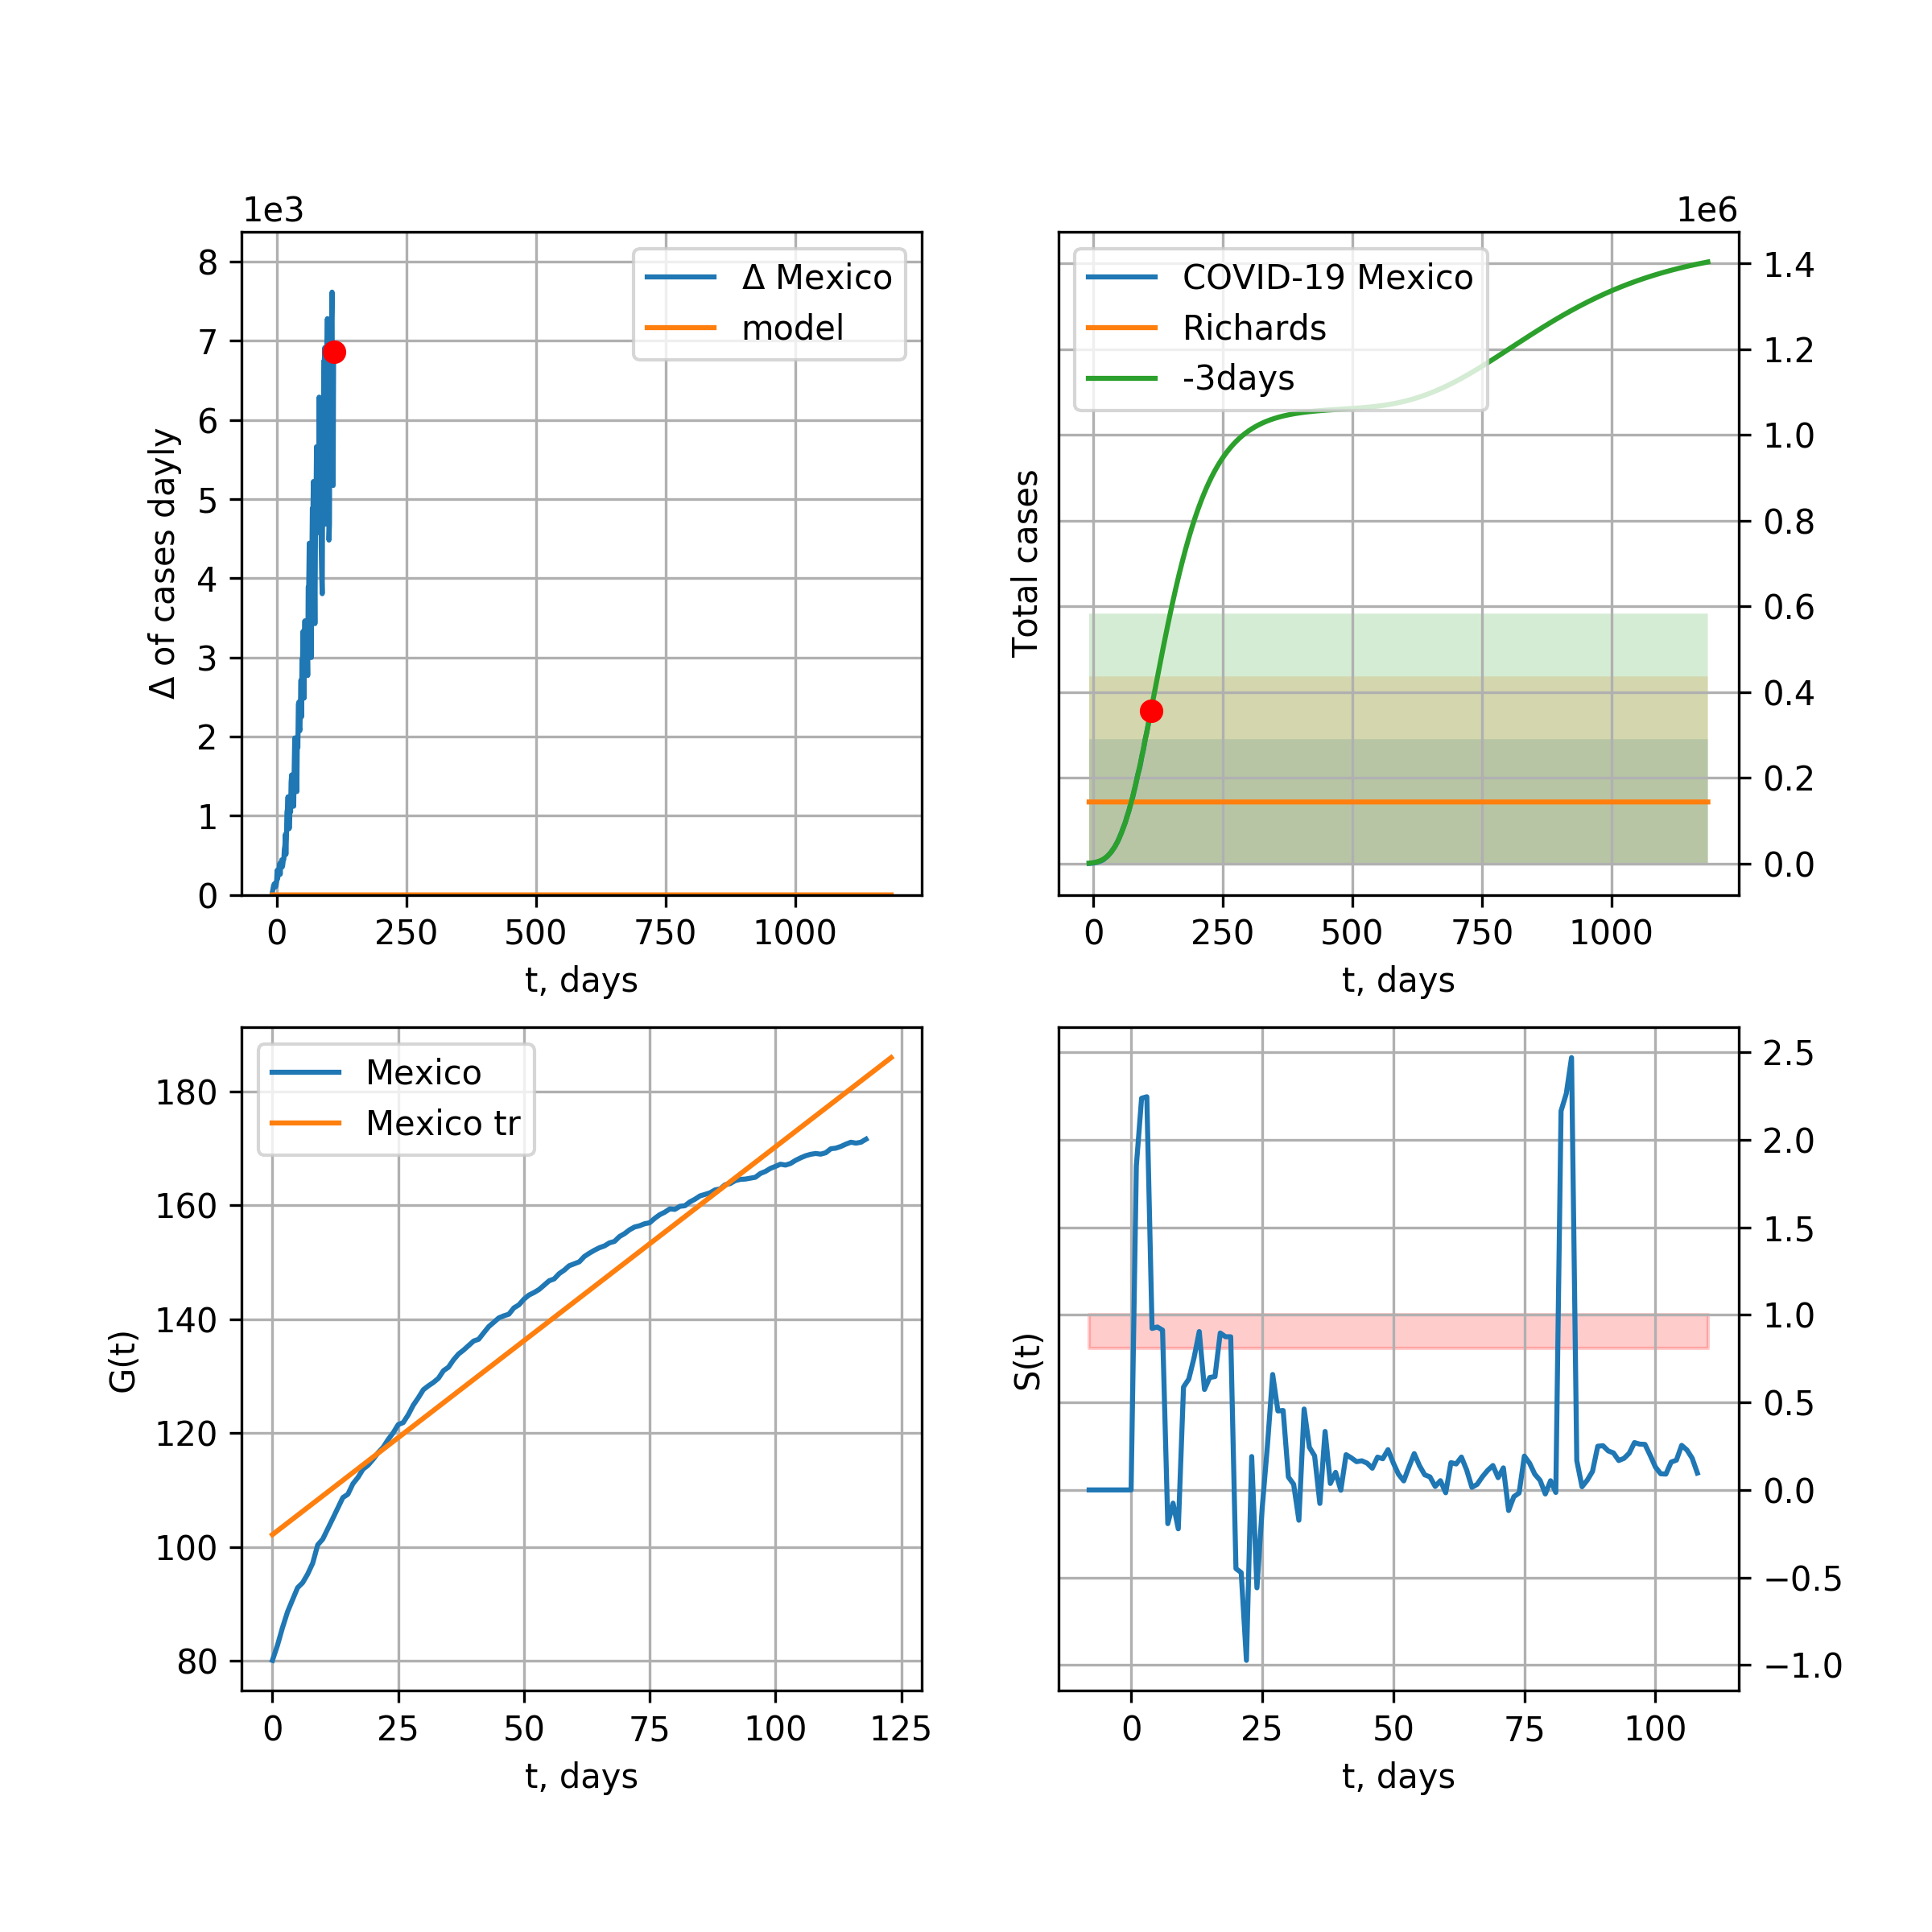 1e3
8
7
6
5
4
3
2
1
0
Δ of cases dayly
Δ Mexico
model
0 250 500 750 1000
t, days
1e6
1.4
1.2
1.0
0.8
0.6
0.4
0.2
0.0
Total cases
COVID-19 Mexico
Richards
-3days
0 250 500 750 1000
t, days
180
160
140
120
100
80
G(t)
Mexico
Mexico tr
0 25 50 75 100 125
t, days
2.5
2.0
1.5
1.0
0.5
0.0
−0.5
−1.0
S(t)
0 25 50 75 100
t, days